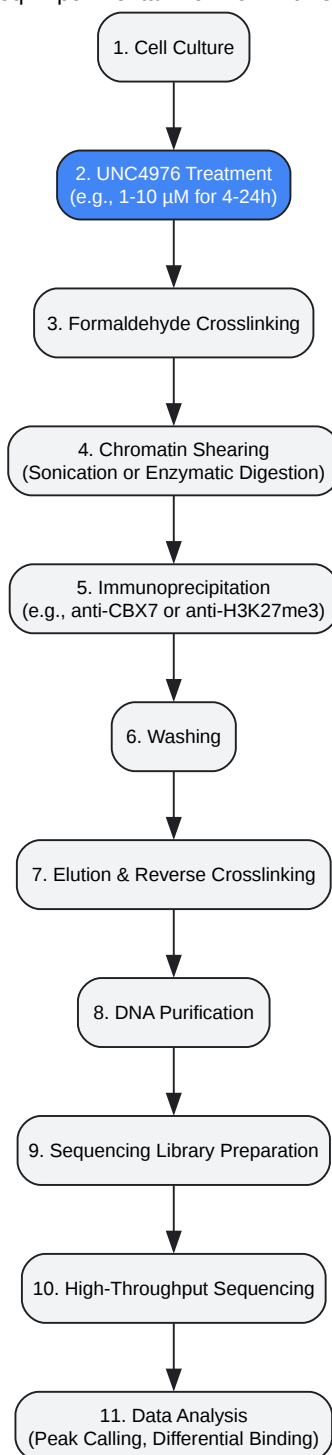 1. Cell Culture
2. UNC4976 Treatment
(e.g., 1-10 µM for 4-24h)
3. Formaldehyde Crosslinking
4. Chromatin Shearing
(Sonication or Enzymatic Digestion)
5. Immunoprecipitation
(e.g., anti-CBX7 or anti-H3K27me3)
6. Washing
7. Elution & Reverse Crosslinking
8. DNA Purification
9. Sequencing Library Preparation
10. High-Throughput Sequencing
11. Data Analysis
(Peak Calling, Differential Binding)